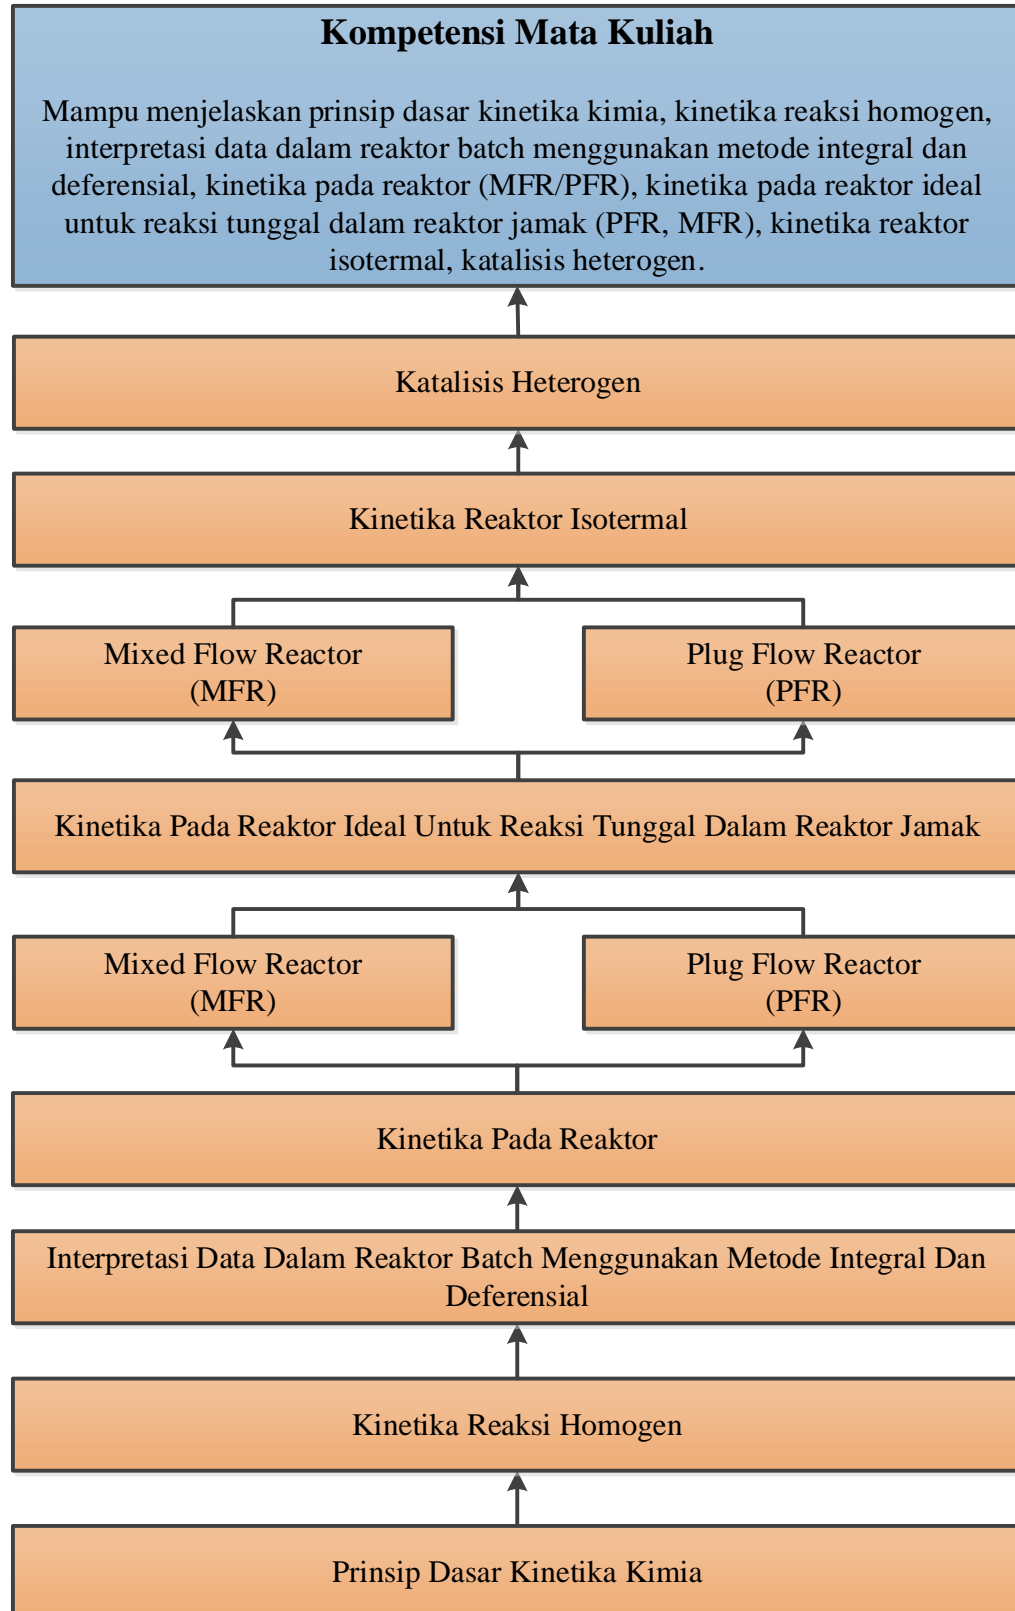 Kompetensi Mata Kuliah
Mampu menjelaskan prinsip dasar kinetika kimia, kinetika reaksi homogen,
interpretasi data dalam reaktor batch menggunakan metode integral dan
deferensial, kinetika pada reaktor (MFR/PFR), kinetika pada reaktor ideal
untuk reaksi tunggal dalam reaktor jamak (PFR, MFR), kinetika reaktor
isotermal, katalisis heterogen.
Katalisis Heterogen
Kinetika Reaktor Isotermal
Mixed Flow Reactor
(MFR)
Plug Flow Reactor
(PFR)
Kinetika Pada Reaktor Ideal Untuk Reaksi Tunggal Dalam Reaktor Jamak
Mixed Flow Reactor
(MFR)
Plug Flow Reactor
(PFR)
Kinetika Pada Reaktor
Interpretasi Data Dalam Reaktor Batch Menggunakan Metode Integral Dan
Deferensial
Kinetika Reaksi Homogen
Prinsip Dasar Kinetika Kimia